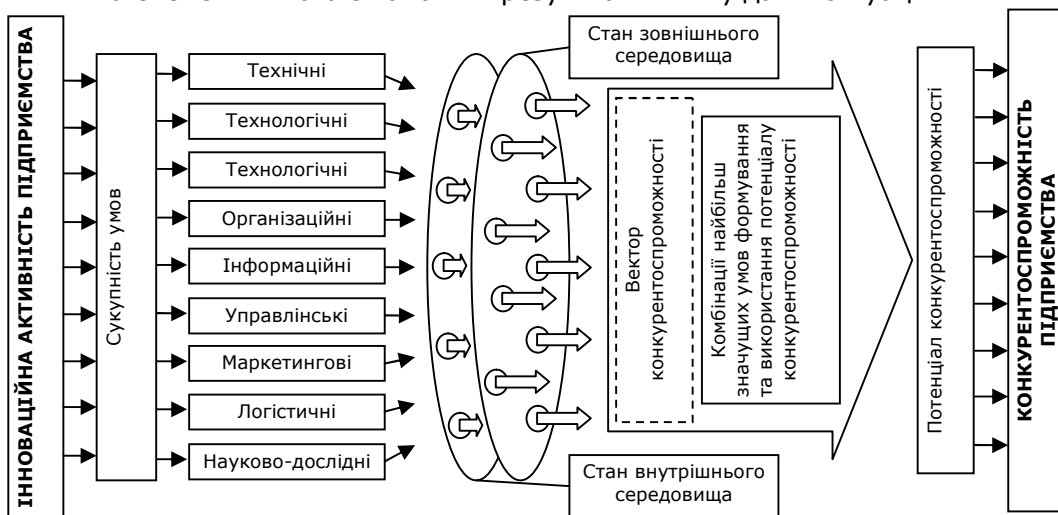 ІННОВАЦІЙНА АКТИВНІСТЬ ПІДПРИЄМСТВА
Сукупність умов
Технічні
Технологічні
Технологічні
Організаційні
Інформаційні
Управлінські
Маркетингові
Логістичні
Науково-дослідні
Стан зовнішнього
середовища
Стан внутрішнього
середовища
Вектор
конкурентоспроможності
Комбінації найбільш
значущих умов формування
та використання потенціалу
конкурентоспроможності
Потенціал конкурентоспроможності
КОНКУРЕНТОСПРОМОЖНІСТЬ
ПІДПРИЄМСТВА